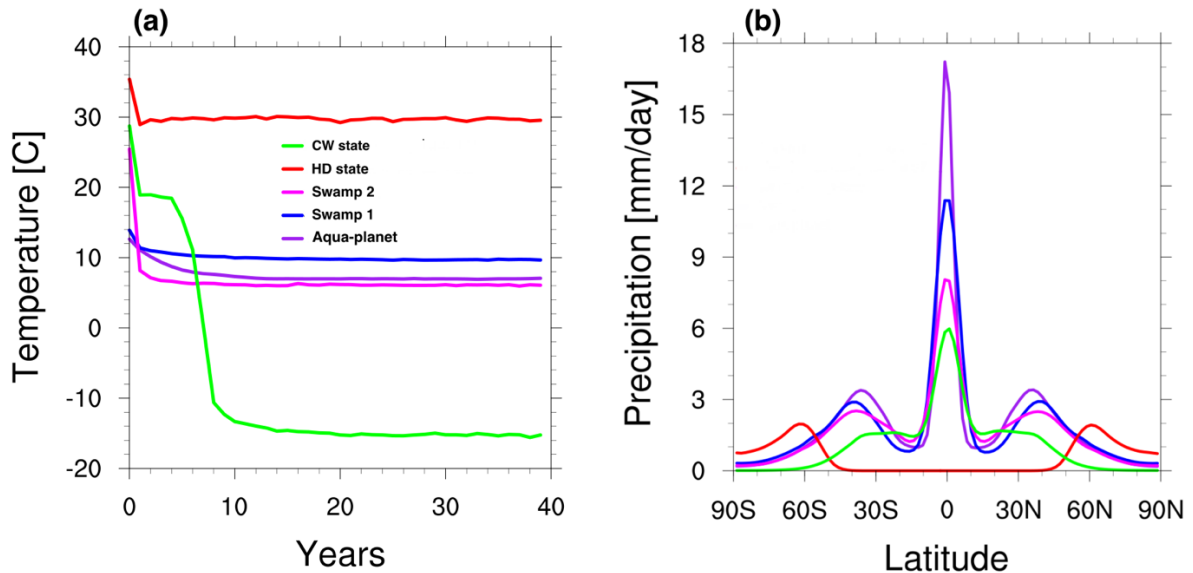 (a)
(b)
Temperature [C]
40
30
20
10
0
-10
-20
CW state
HD state
Swamp 2
Swamp 1
Aqua-planet
0
10
20
30
40
Years
Precipitation [mm/day]
18
15
12
9
6
3
0
90S
60S
30S
0
30N
60N
90N
Latitude